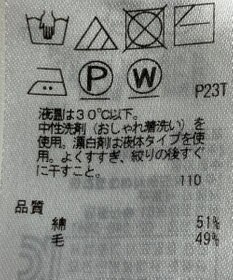 P
W
P23T
液温は30℃以下。
中性洗剤(おしゃれ着洗い)を
使用。漂白剤は液体タイプを使
用。よくすすぎ、絞りの後すぐ
に干すこと。
110
品質
綿 51%
毛 49%